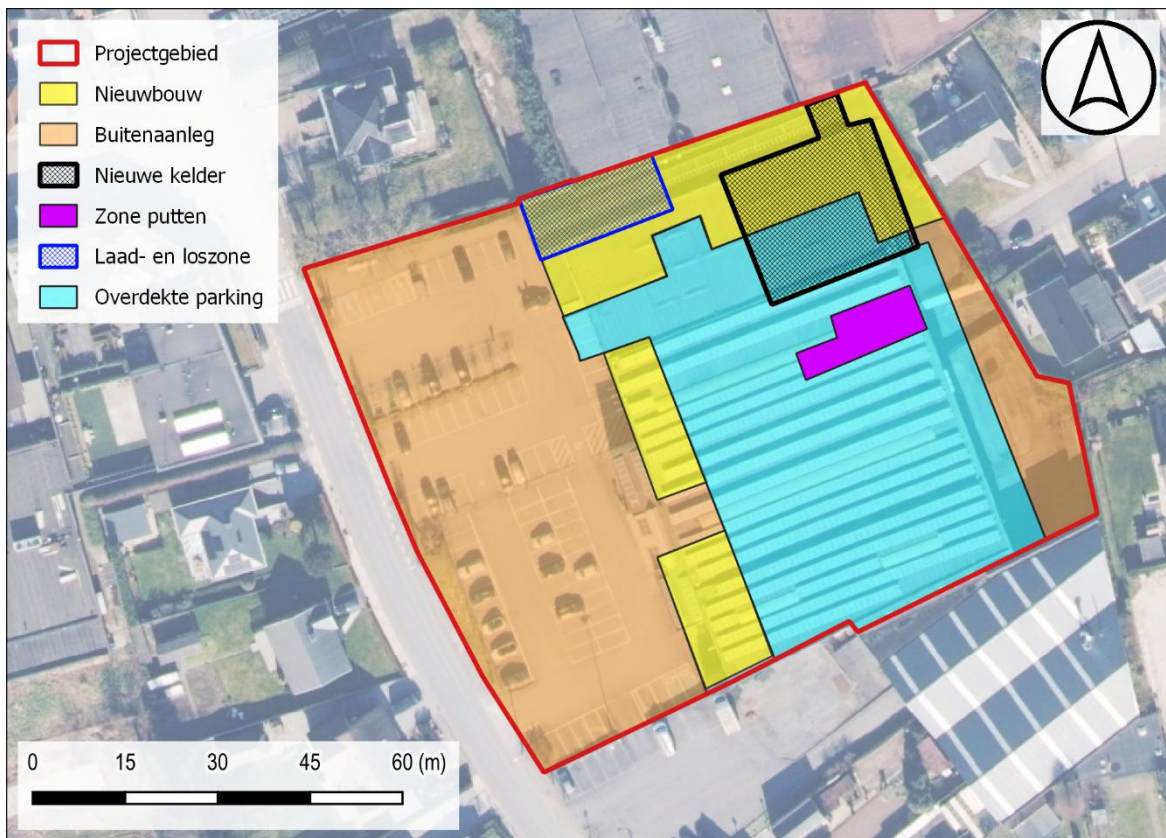 Projectgebied
Nieuwbouw
Buitenaanleg
Nieuwe kelder
Zone putten
Laad- en loszone
Overdekte parking
0 15 30 45 60 (m)